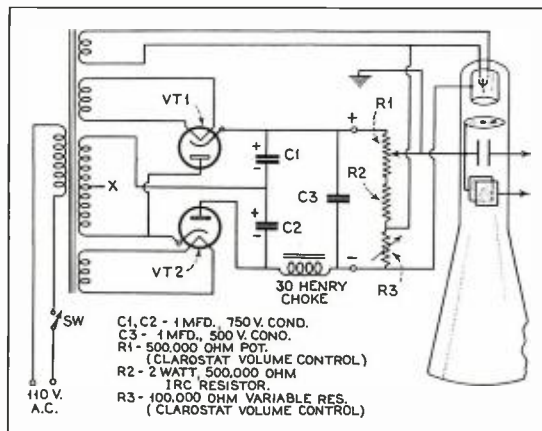 VT1
X
VT2
SW
110 V.
A.C.
+
C1
-
+
C2
-
C3
30 HENRY
CHOKE
+
-
R1
R2
R3
C1, C2 - 1 MFD., 750 V. COND.
C3 - 1 MFD., 500 V. COND.
R1 - 500,000 OHM POT.
(CLAROSTAT VOLUME CONTROL)
R2 - 2 WATT, 500,000 OHM
IRC RESISTOR.
R3 - 100,000 OHM VARIABLE RES.
(CLAROSTAT VOLUME CONTROL)